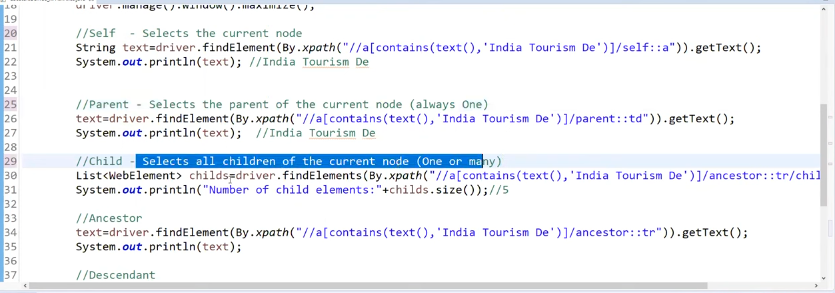 18 driver.manage().window().maximize();
19
20 //Self  - Selects the current node
21 String text=driver.findElement(By.xpath("//a[contains(text(),'India Tourism De')]/self::a")).getText();
22 System.out.println(text); //India Tourism De
23
24
25 //Parent - Selects the parent of the current node (always One)
26 text=driver.findElement(By.xpath("//a[contains(text(),'India Tourism De')]/parent::td")).getText();
27 System.out.println(text);  //India Tourism De
28
29 //Child - Selects all children of the current node (One or many)
30 List<WebElement> childs=driver.findElements(By.xpath("//a[contains(text(),'India Tourism De')]/ancestor::tr/chil
31 System.out.println("Number of child elements:"+childs.size());//5
32
33 //Ancestor
34 text=driver.findElement(By.xpath("//a[contains(text(),'India Tourism De')]/ancestor::tr")).getText();
35 System.out.println(text);
36
37 //Descendant